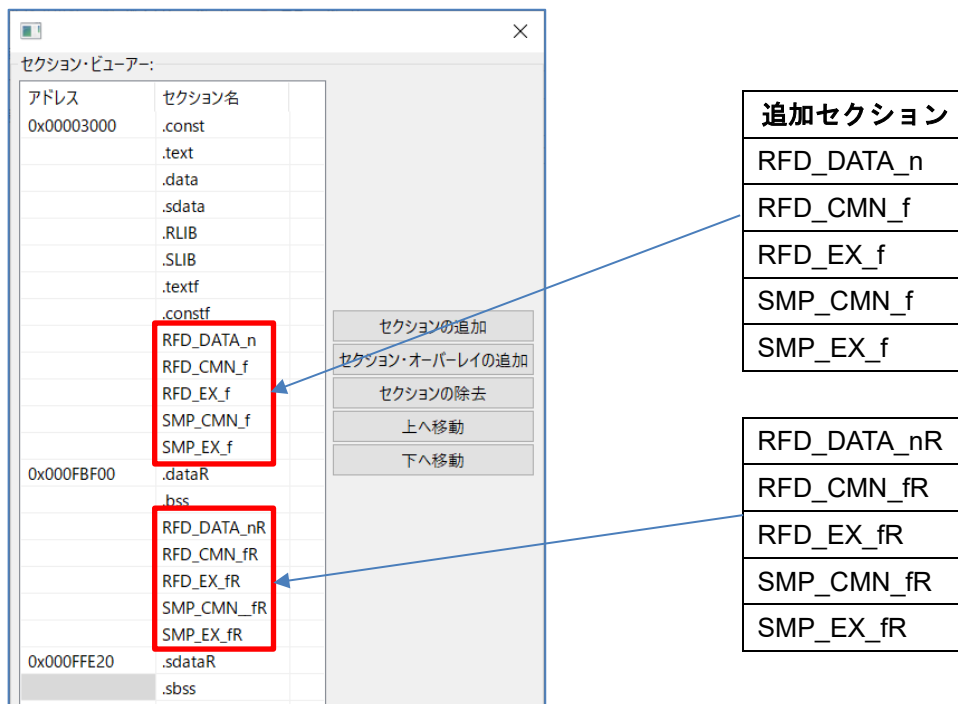 セクション・ビューアー:
アドレス セクション名
0x00003000 .const
.text
.data
.sdata
.RLIB
.SLIB
.textf
.constf
RFD_DATA_n
RFD_CMN_f
RFD_EX_f
SMP_CMN_f
SMP_EX_f
0x000FBF00 .dataR
.bss
RFD_DATA_nR
RFD_CMN_fR
RFD_EX_fR
SMP_CMN__fR
SMP_EX_fR
0x000FFE20 .sdataR
.sbss
セクションの追加
セクション・オーバーレイの追加
セクションの除去
上へ移動
下へ移動
追加セクション
RFD_DATA_n
RFD_CMN_f
RFD_EX_f
SMP_CMN_f
SMP_EX_f
RFD_DATA_nR
RFD_CMN_fR
RFD_EX_fR
SMP_CMN_fR
SMP_EX_fR